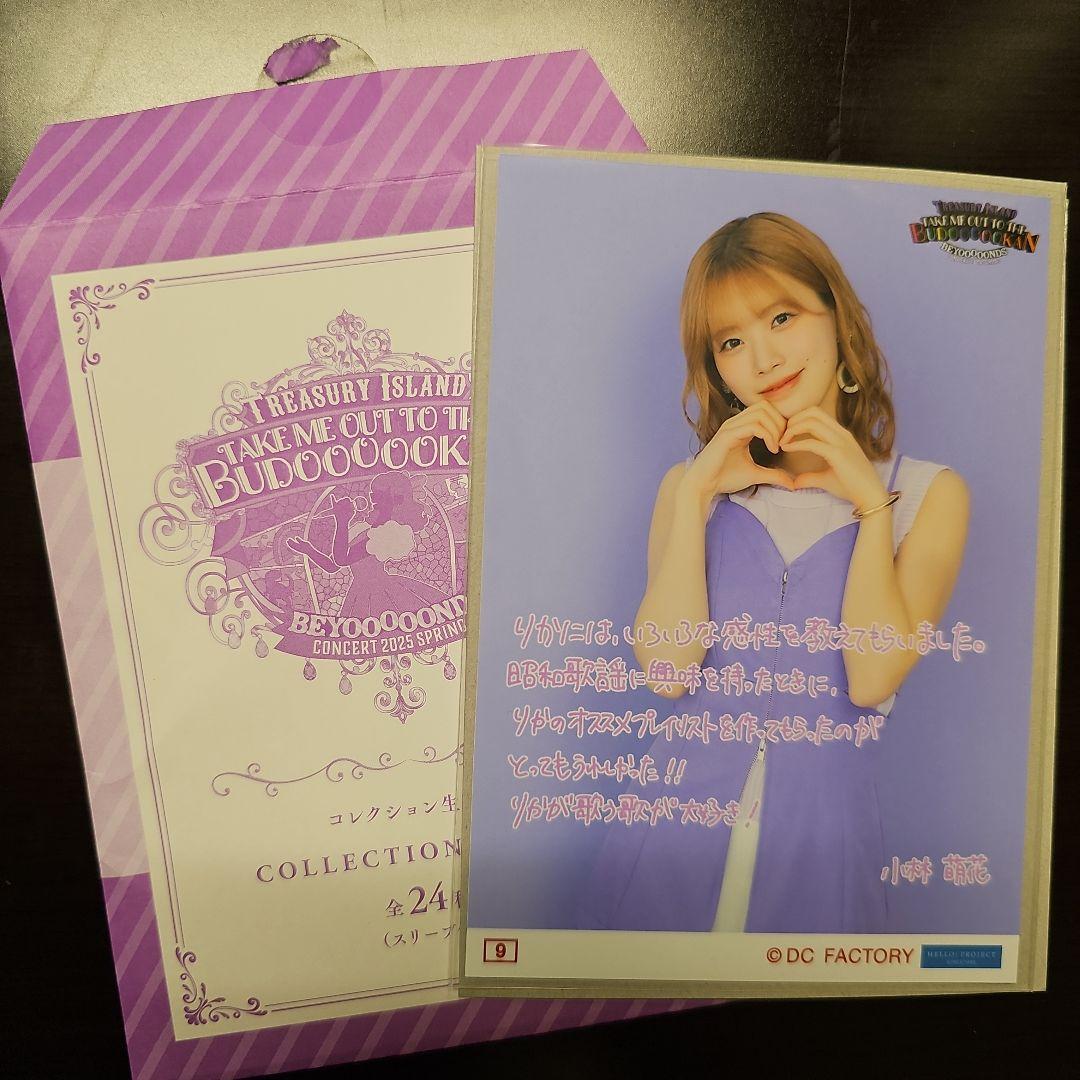 TREASURY ISLAND
TAKE ME OUT TO TH
BUDOOOOOK
BEYOOOOOND
CONCERT 2025 SPRING
コレクション生
COLLECTION
全24
(スリーブ
TREASURY ISLAND
TAKE ME OUT TO THE
BUDOOOOOKAN
BEYOOOOONDS
りかソロは、いろいろな感性を教えてもらいました。
昭和歌謡に興味を持ったときに、
りかのオススメプレイリストを作ってもらったのが
とってもうれしかった!!
りかが歌う歌が大好き!
小林 萌花
9
©DC FACTORY
HELLO! PROJECT